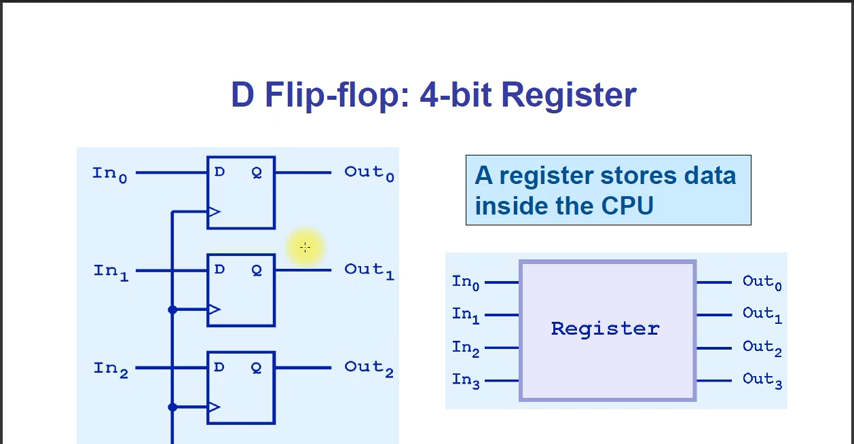 D Flip-flop: 4-bit Register
In0 D Q Out0
In1 D Q Out1
In2 D Q Out2
A register stores data
inside the CPU
In0 Out0
In1 Out1
Register
In2 Out2
In3 Out3